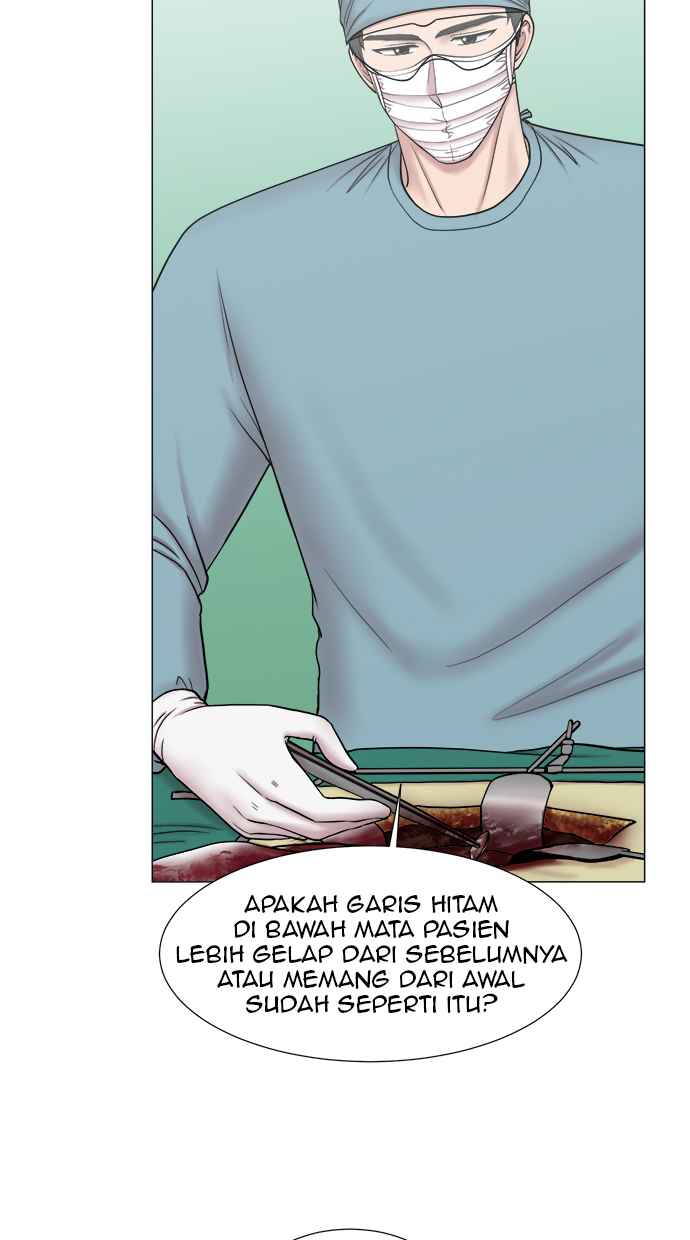 APAKAH GARIS HITAM
DI BAWAH MATA PASIEN
LEBIH GELAP DARI SEBELUMNYA
ATAU MEMANG DARI AWAL
SUDAH SEPERTI ITU?